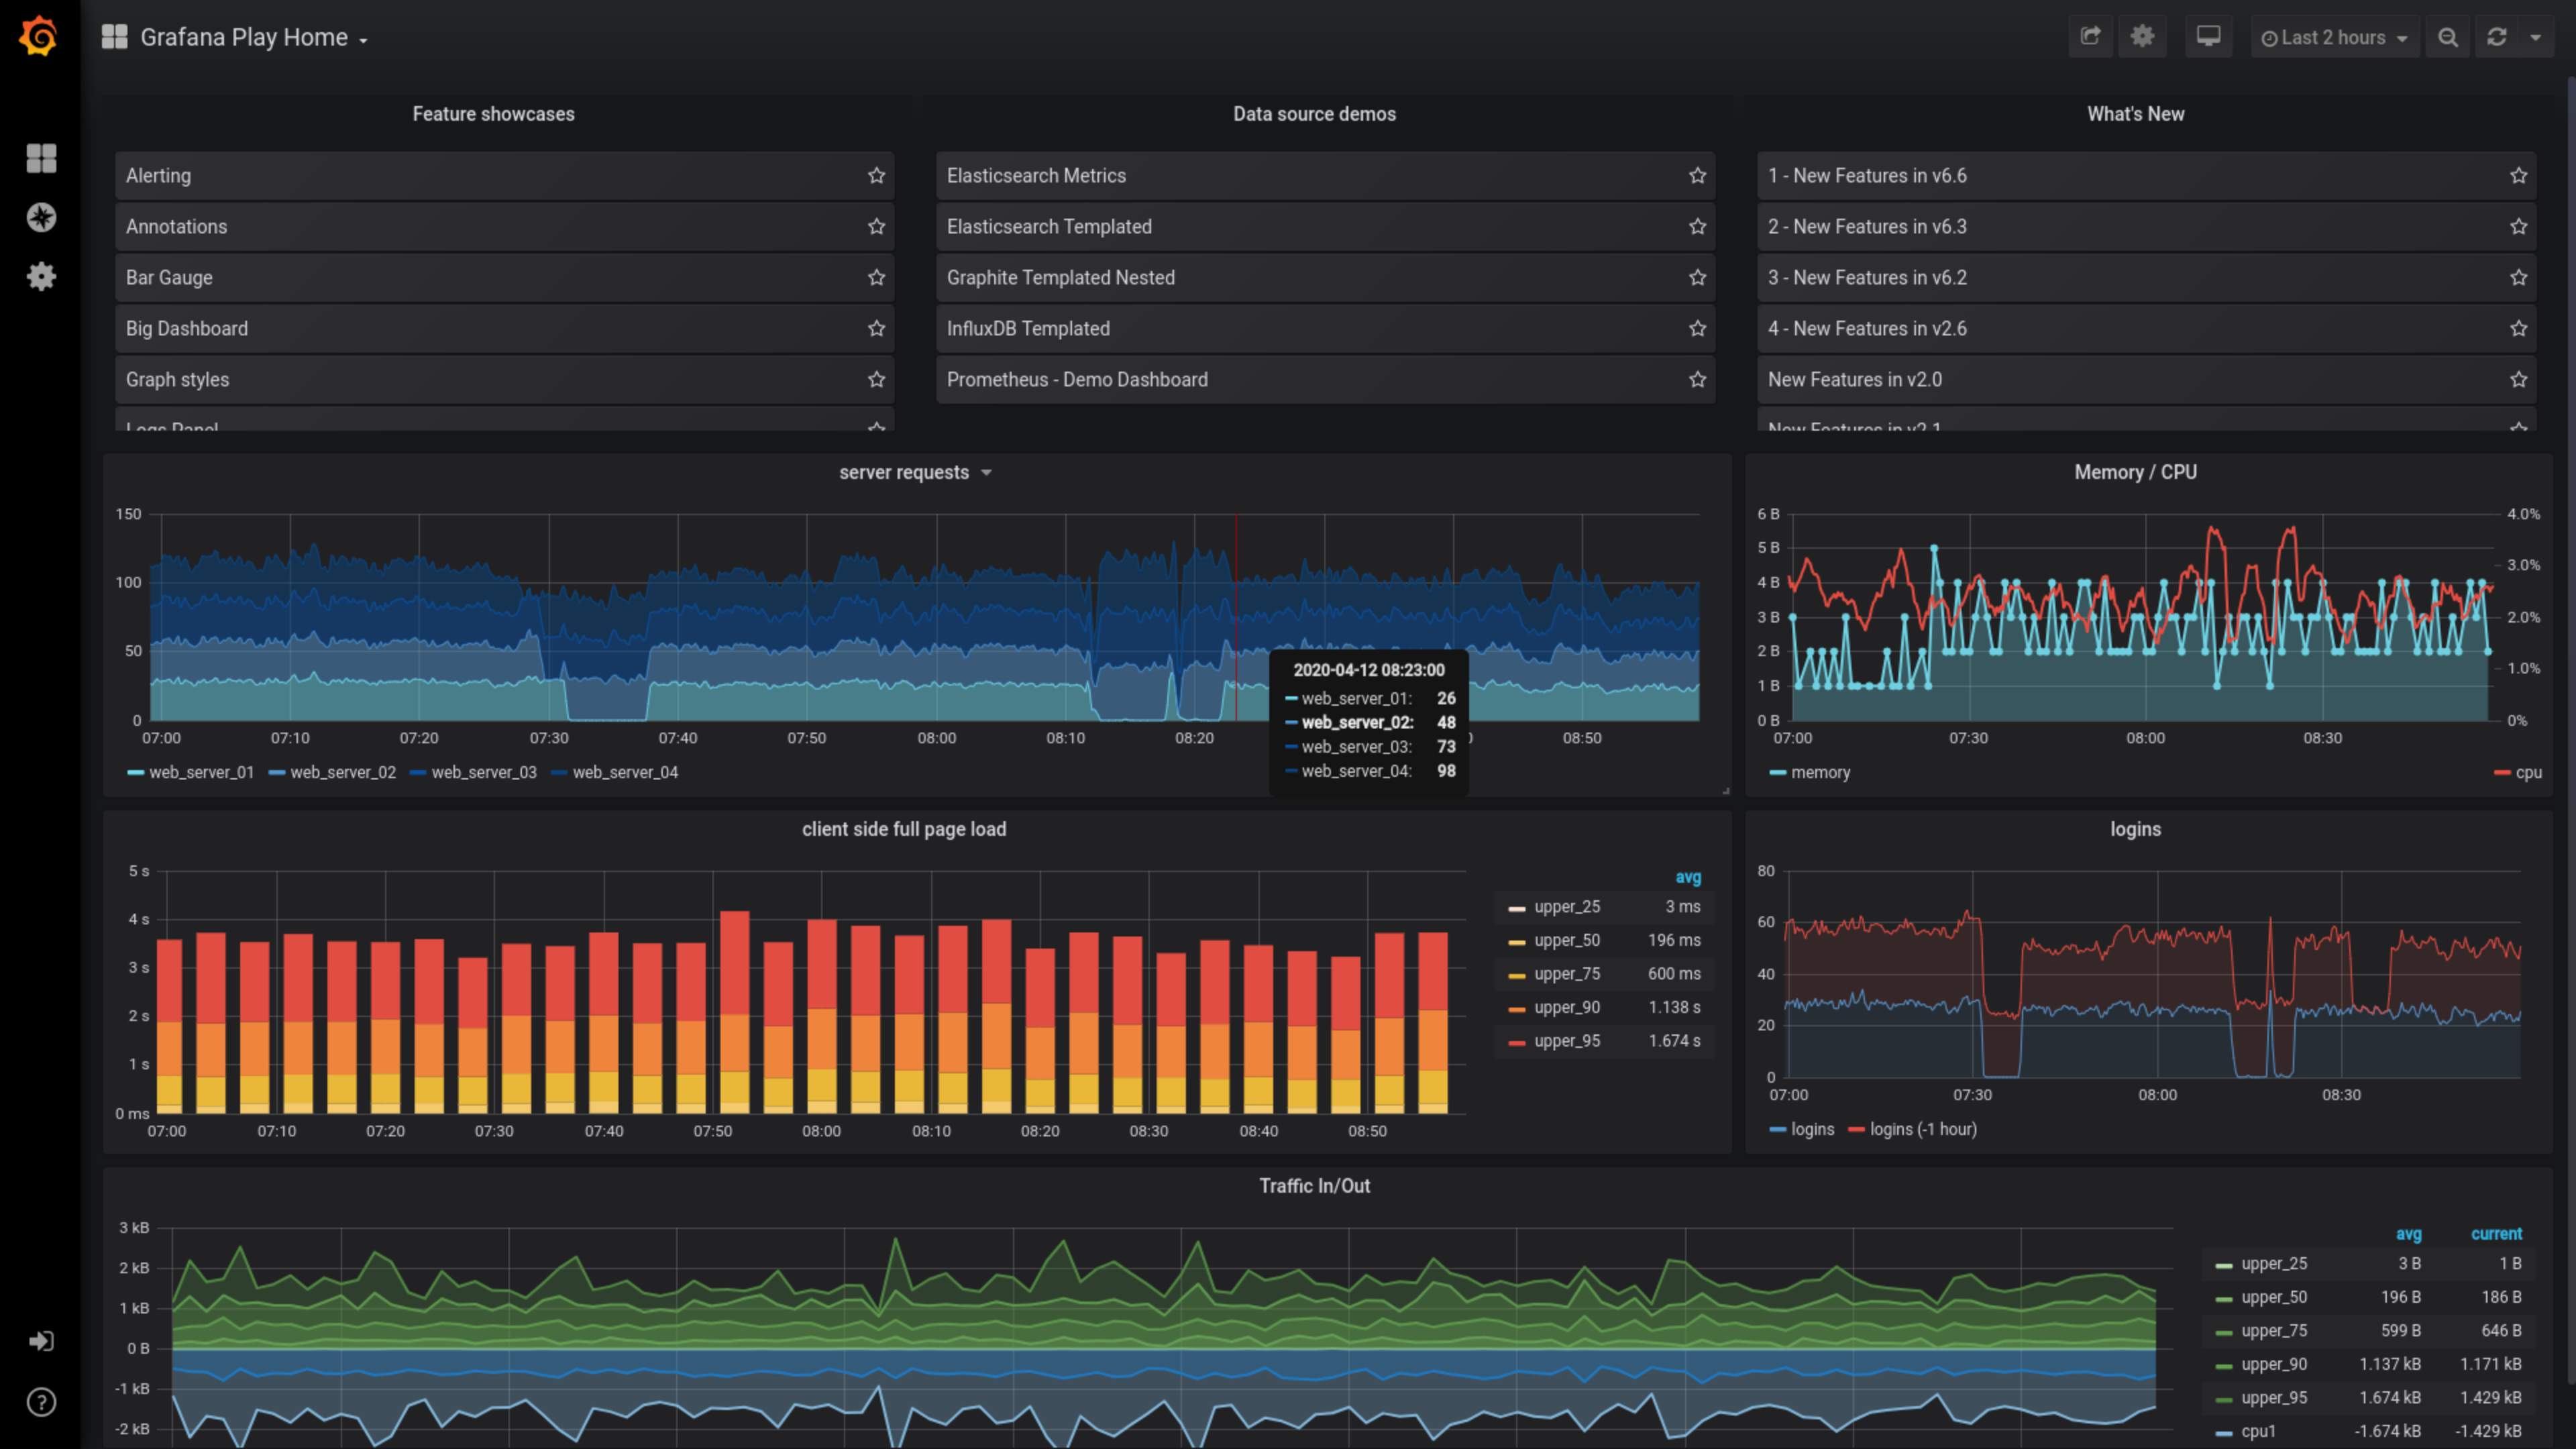 Grafana Play Home
Last 2 hours
Feature showcases
Alerting
Annotations
Bar Gauge
Big Dashboard
Graph styles
Logs Panel
Data source demos
Elasticsearch Metrics
Elasticsearch Templated
Graphite Templated Nested
InfluxDB Templated
Prometheus - Demo Dashboard
What's New
1 - New Features in v6.6
2 - New Features in v6.3
3 - New Features in v6.2
4 - New Features in v2.6
New Features in v2.0
New Features in v2.1
server requests
150
100
50
0
07:00 07:10 07:20 07:30 07:40 07:50 08:00 08:10 08:20 08:50
web_server_01 web_server_02 web_server_03 web_server_04
2020-04-12 08:23:00
web_server_01: 26
web_server_02: 48
web_server_03: 73
web_server_04: 98
Memory / CPU
6 B
5 B
4 B
3 B
2 B
1 B
0 B
4.0%
3.0%
2.0%
1.0%
0%
07:00 07:30 08:00 08:30
memory cpu
client side full page load
5 s
4 s
3 s
2 s
1 s
0 ms
07:00 07:10 07:20 07:30 07:40 07:50 08:00 08:10 08:20 08:30 08:40 08:50
avg
upper_25 3 ms
upper_50 196 ms
upper_75 600 ms
upper_90 1.138 s
upper_95 1.674 s
logins
80
60
40
20
0
07:00 07:30 08:00 08:30
logins logins (-1 hour)
Traffic In/Out
3 kB
2 kB
1 kB
0 B
-1 kB
-2 kB
avg current
upper_25 3 B 1 B
upper_50 196 B 186 B
upper_75 599 B 646 B
upper_90 1.137 kB 1.171 kB
upper_95 1.674 kB 1.429 kB
cpu1 -1.674 kB -1.429 kB